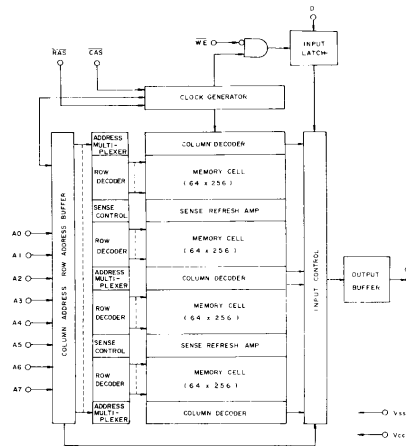 D
WE
INPUT
LATCH
RAS
CAS
CLOCK GENERATOR
ADDRESS
MULTI-
PLEXER
COLUMN DECODER
ROW
DECODER
MEMORY CELL
(64 x 256)
SENSE
CONTROL
SENSE REFRESH AMP
ROW
DECODER
MEMORY CELL
(64 x 256)
ADDRESS
MULTI-
PLEXER
COLUMN DECODER
ROW
DECODER
MEMORY CELL
(64 x 256)
SENSE
CONTROL
SENSE REFRESH AMP
ROW
DECODER
MEMORY CELL
(64 x 256)
ADDRESS
MULTI-
PLEXER
COLUMN DECODER
COLUMN ADDRESS ROW ADDRESS BUFFER
A0
A1
A2
A3
A4
A5
A6
A7
INPUT CONTROL
OUTPUT
BUFFER
Vss
Vcc